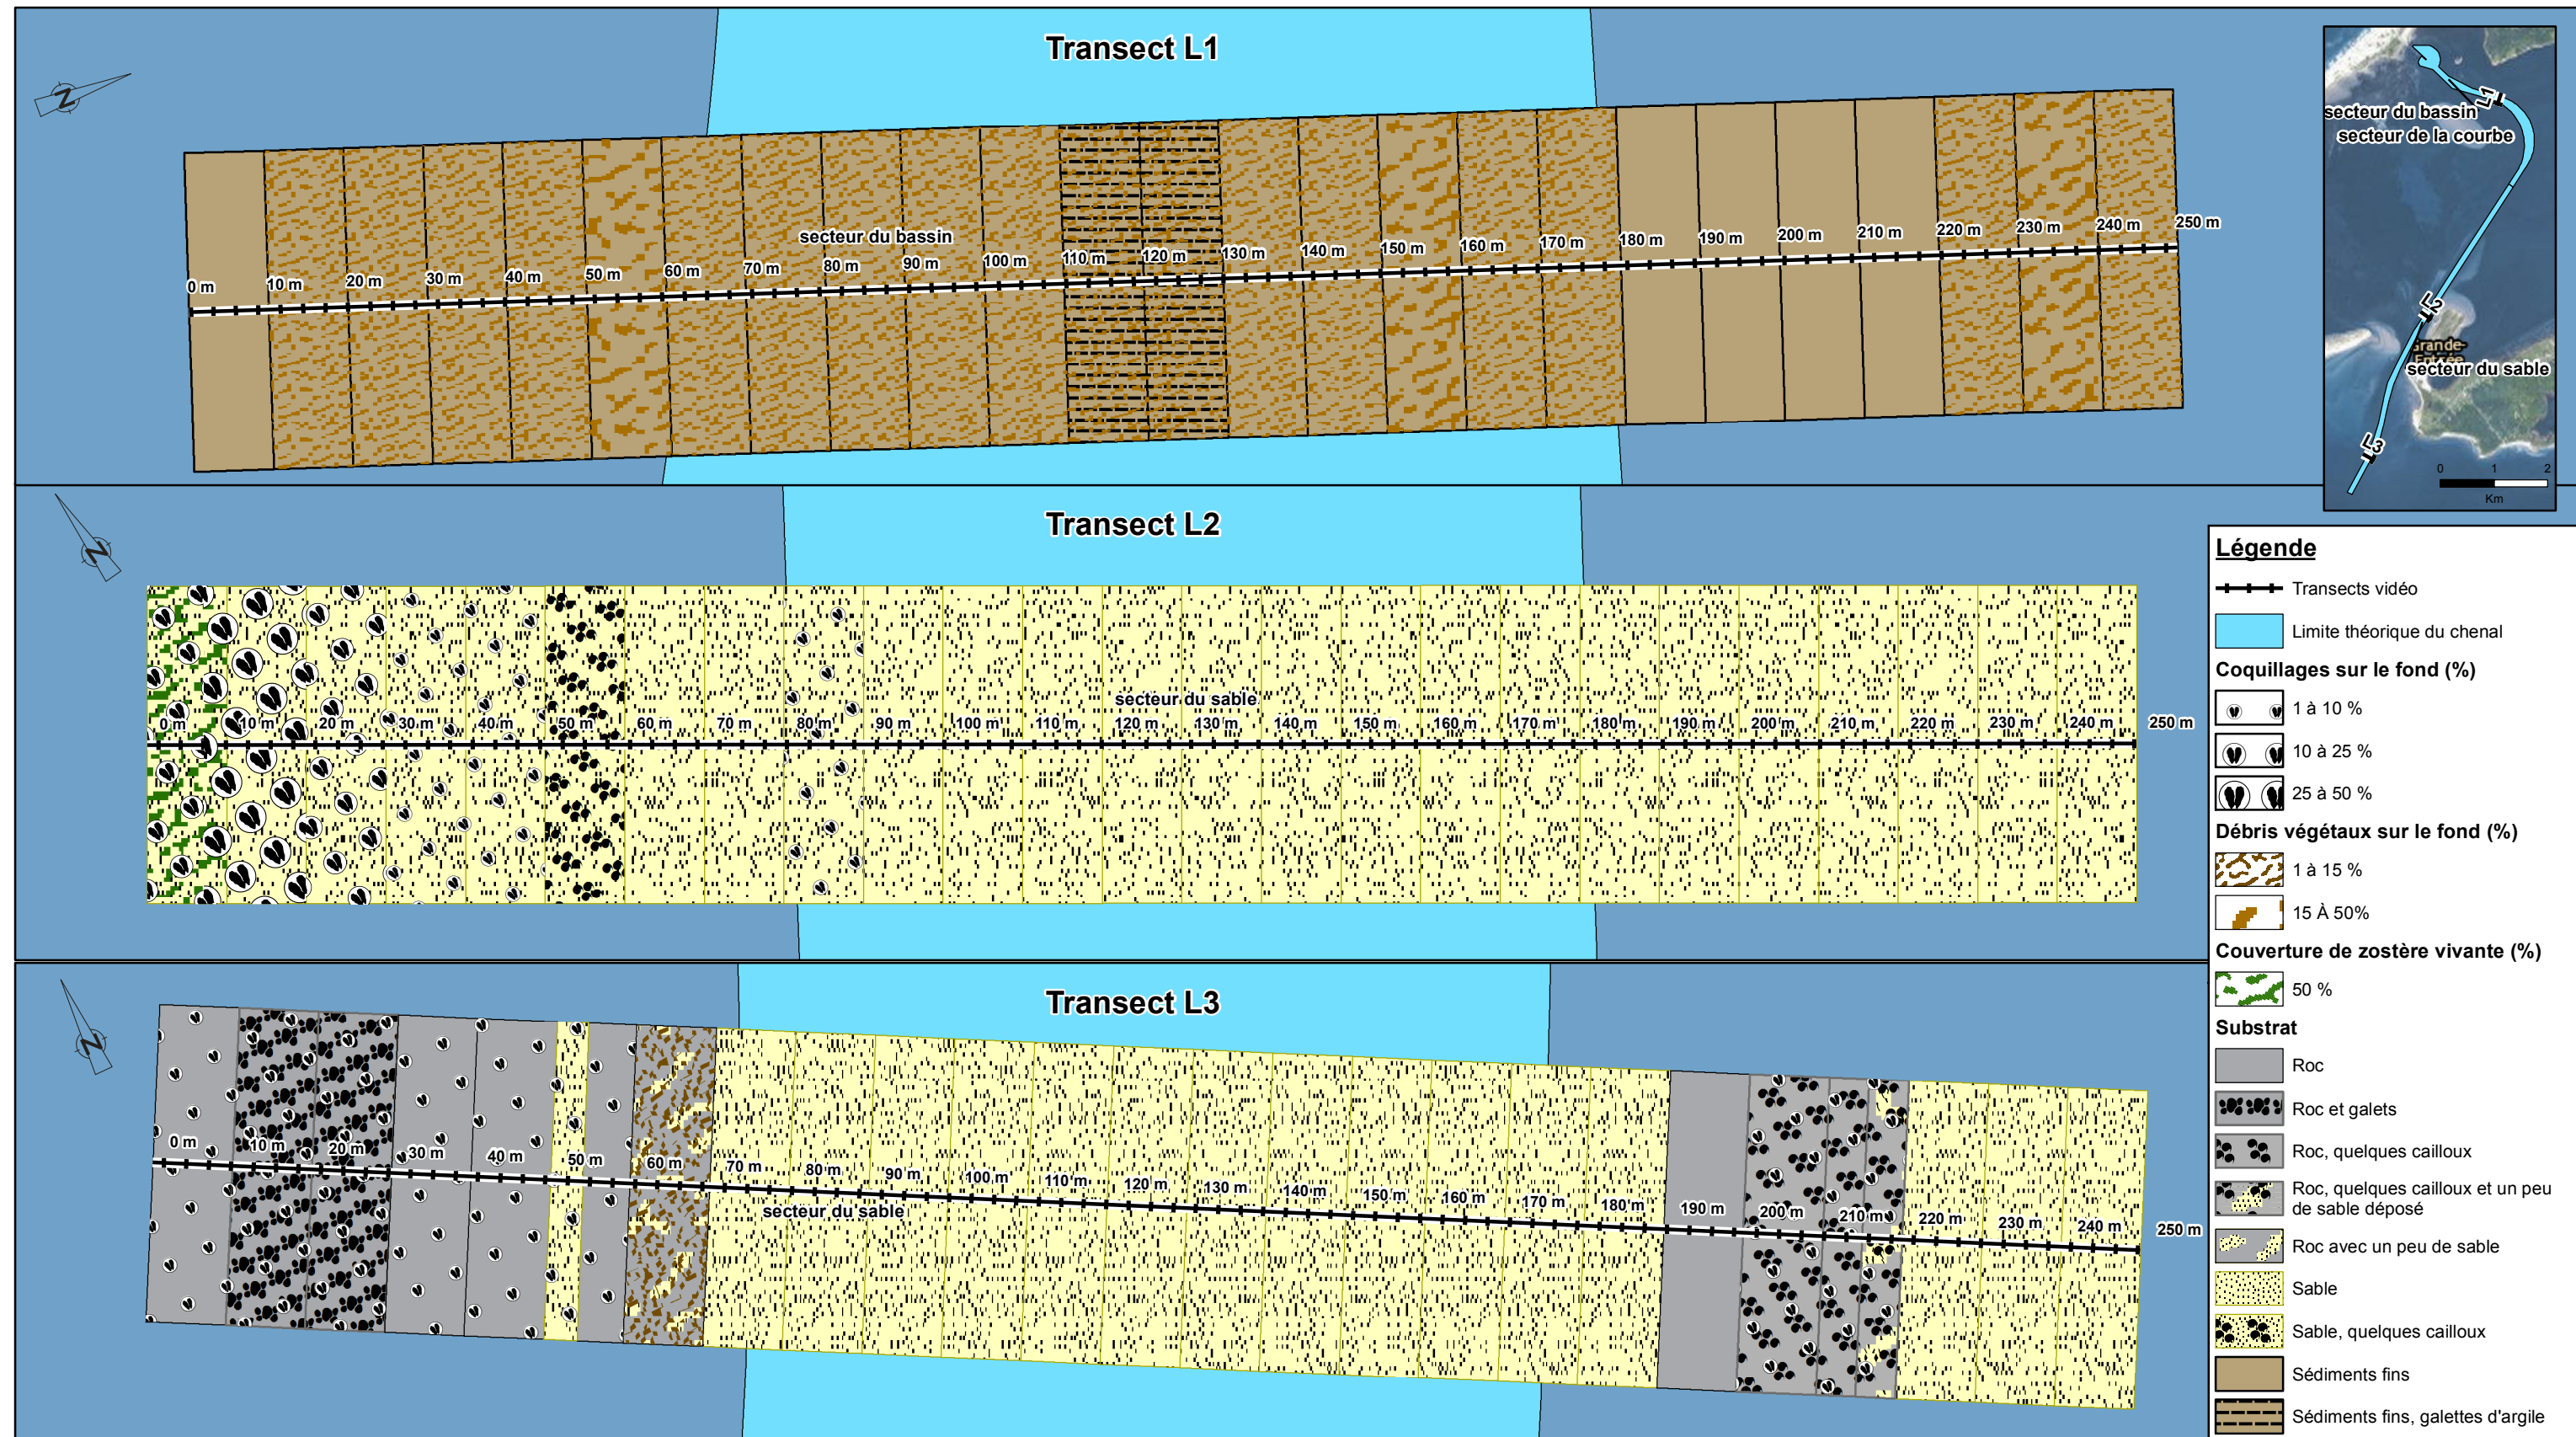 Transect L1
N
0 m
10 m
20 m
30 m
40 m
50 m
60 m
70 m
80 m
90 m
100 m
110 m
120 m
130 m
140 m
150 m
160 m
170 m
180 m
190 m
200 m
210 m
220 m
230 m
240 m
250 m
secteur du bassin
L1
secteur du bassin
secteur de la courbe
L2
Grande-
Entrée
secteur du sable
L3
0 1 2
Km
Transect L2
N
secteur du sable
0 m
10 m
20 m
30 m
40 m
50 m
60 m
70 m
80 m
90 m
100 m
110 m
120 m
130 m
140 m
150 m
160 m
170 m
180 m
190 m
200 m
210 m
220 m
230 m
240 m
250 m
Transect L3
N
0 m
10 m
20 m
30 m
40 m
50 m
60 m
70 m
80 m
90 m
100 m
110 m
120 m
130 m
140 m
150 m
160 m
170 m
180 m
190 m
200 m
210 m
220 m
230 m
240 m
250 m
secteur du sable
Légende
Transects vidéo
Limite théorique du chenal
Coquillages sur le fond (%)
1 à 10 %
10 à 25 %
25 à 50 %
Débris végétaux sur le fond (%)
1 à 15 %
15 À 50%
Couverture de zostère vivante (%)
50 %
Substrat
Roc
Roc et galets
Roc, quelques cailloux
Roc, quelques cailloux et un peu
de sable déposé
Roc avec un peu de sable
Sable
Sable, quelques cailloux
Sédiments fins
Sédiments fins, galettes d'argile